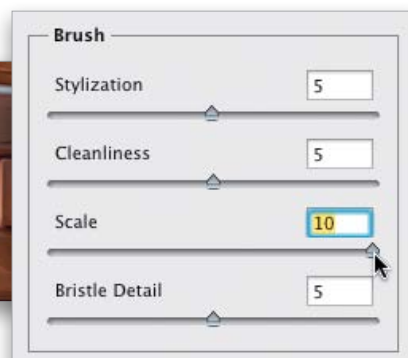 Brush
Stylization 5
Cleanliness 5
Scale 10
Bristle Detail 5